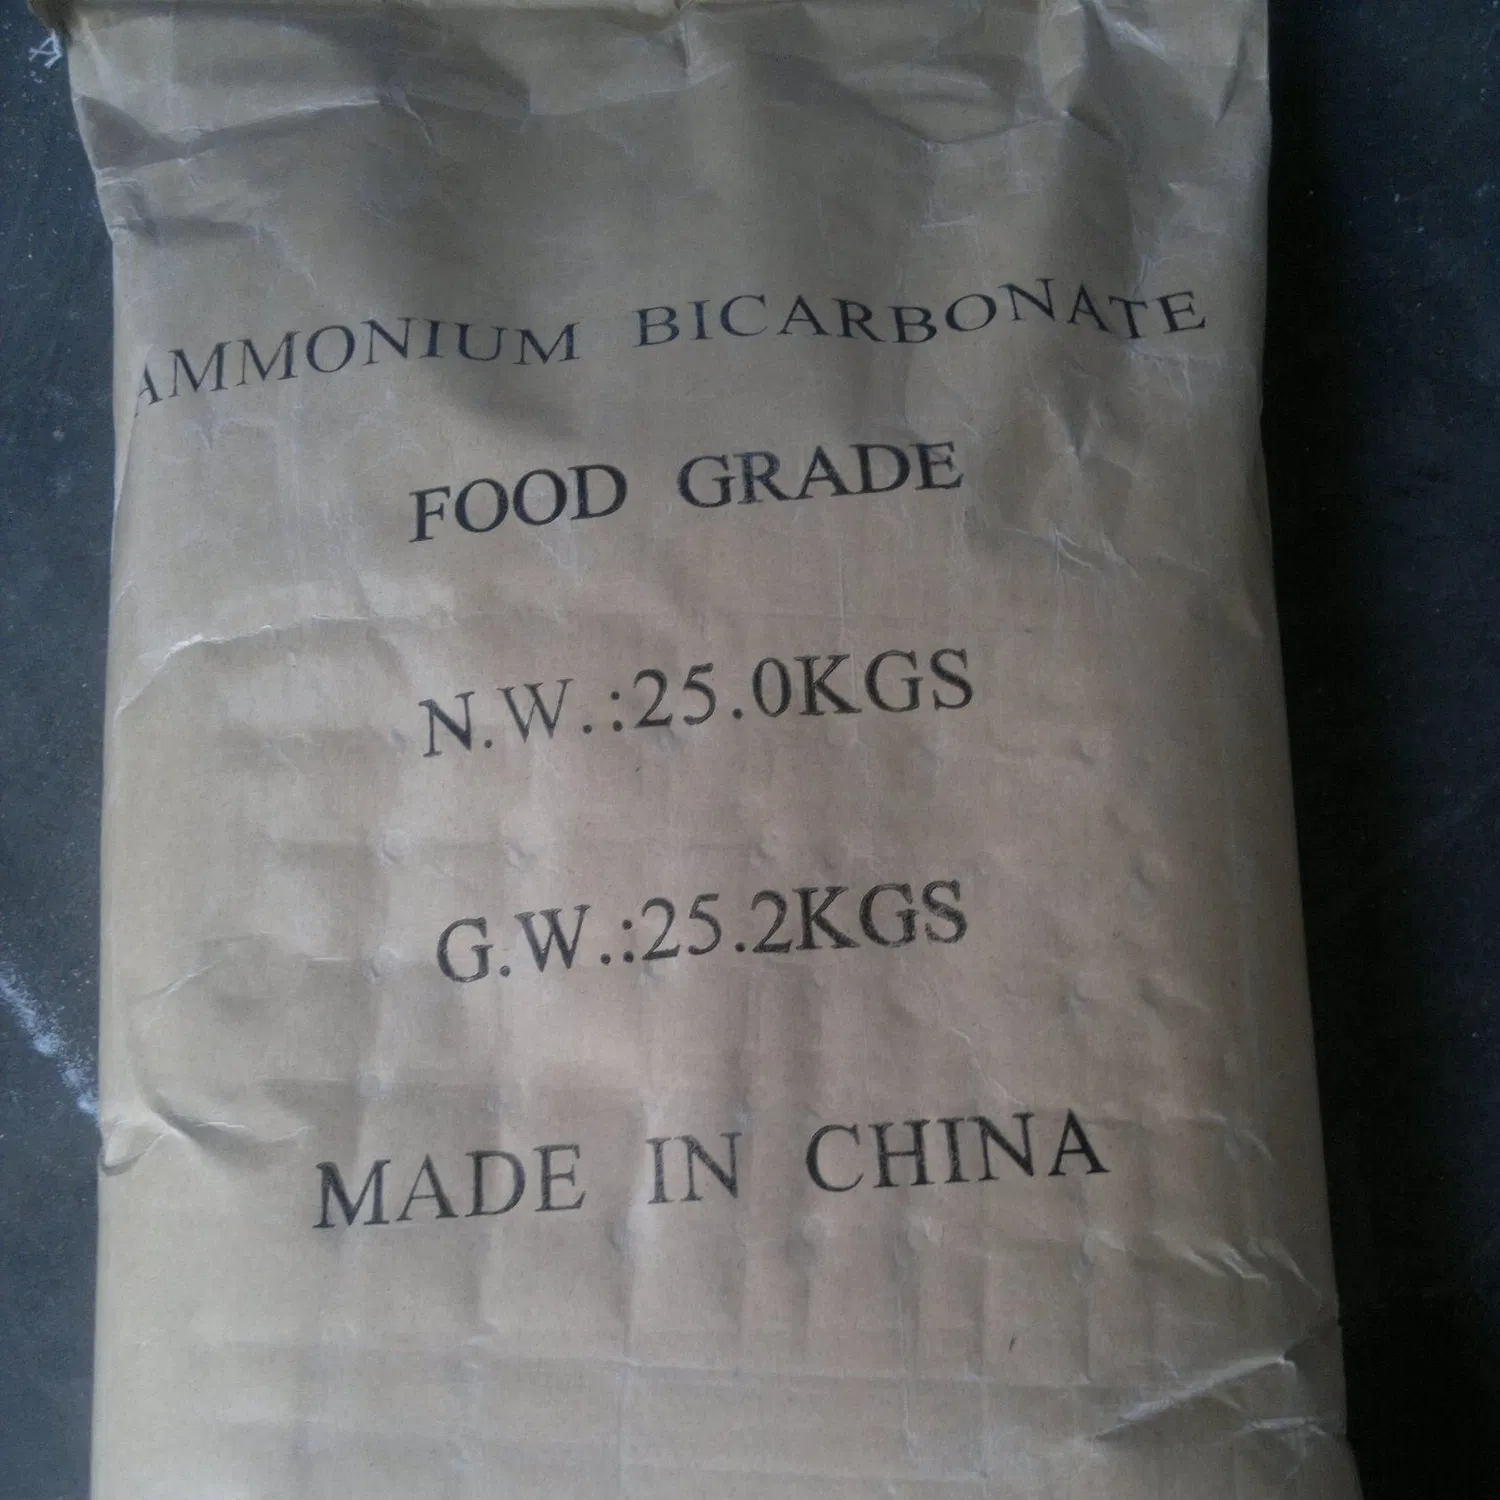 AMMONIUM BICARBONATE
FOOD GRADE
N.W.:25.0KGS
G.W.:25.2KGS
MADE IN CHINA